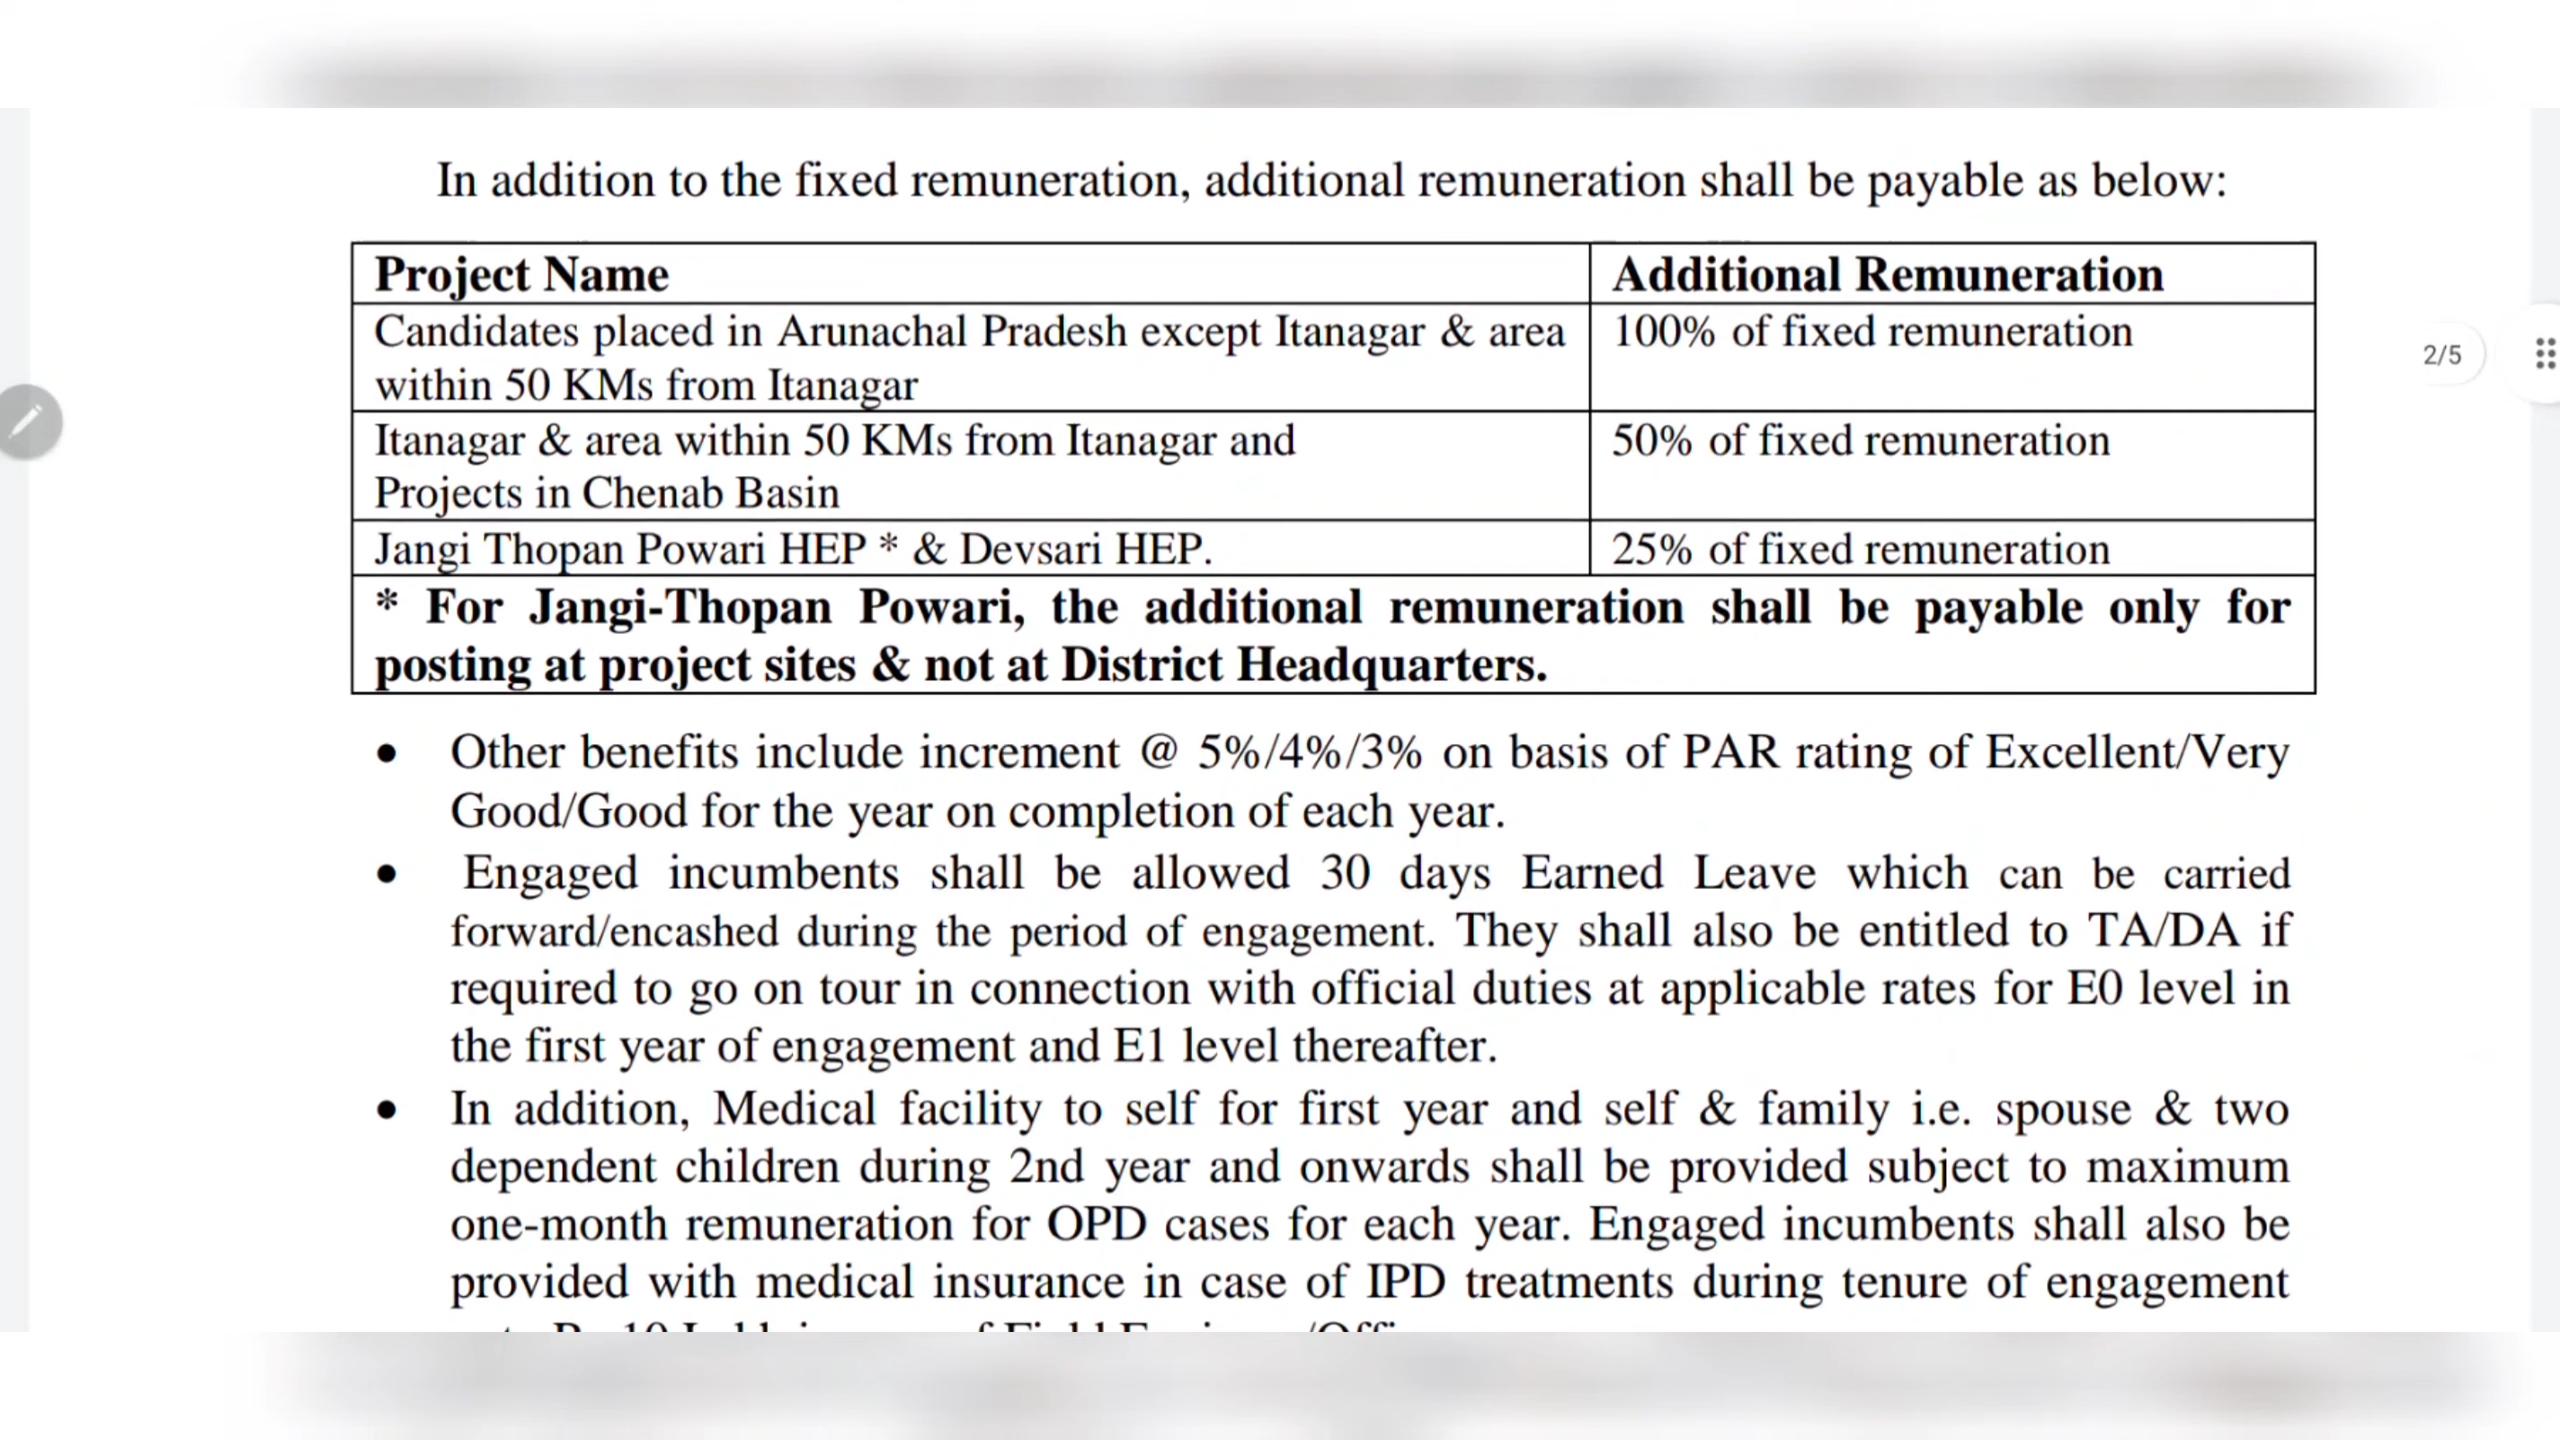 In addition to the fixed remuneration, additional remuneration shall be payable as below:
Project Name
Additional Remuneration
Candidates placed in Arunachal Pradesh except Itanagar & area
within 50 KMs from Itanagar
100% of fixed remuneration
2/5
Itanagar & area within 50 KMs from Itanagar and
Projects in Chenab Basin
50% of fixed remuneration
Jangi Thopan Powari HEP * & Devsari HEP.
25% of fixed remuneration
* For Jangi-Thopan Powari, the additional remuneration shall be payable only for
posting at project sites & not at District Headquarters.
• Other benefits include increment @ 5%/4%/3% on basis of PAR rating of Excellent/Very
Good/Good for the year on completion of each year.
• Engaged incumbents shall be allowed 30 days Earned Leave which can be carried
forward/encashed during the period of engagement. They shall also be entitled to TA/DA if
required to go on tour in connection with official duties at applicable rates for E0 level in
the first year of engagement and E1 level thereafter.
• In addition, Medical facility to self for first year and self & family i.e. spouse & two
dependent children during 2nd year and onwards shall be provided subject to maximum
one-month remuneration for OPD cases for each year. Engaged incumbents shall also be
provided with medical insurance in case of IPD treatments during tenure of engagement